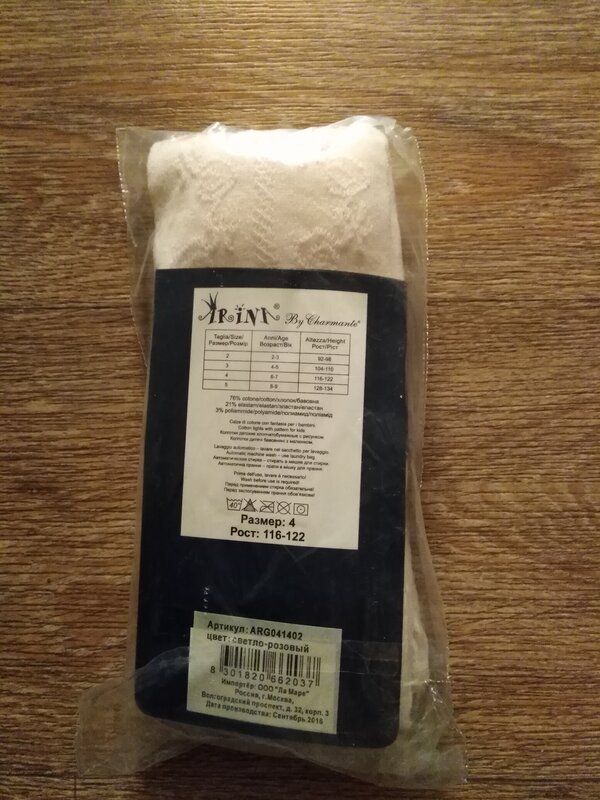 ARiNA® By Charmante®
Taglia/Size/ Anni/Age Altezza/Height
Размер/Розмір Возраст/Вік Рост/Ріст
2 2-3 92-98
3 4-5 104-110
4 6-7 116-122
5 8-9 128-134
76% cotone/cotton/хлопок/бавовна
21% elastam/elastan/эластан/еластан
3% poliammide/polyamide/полиамид/поліамід
Calze di cotone con fantasia per i bambini
Cotton tights with pattern for kids
Колготки детские хлопчатобумажные с рисунком
Колготки дитячі бавовняні з малюнком.
Lavaggio automatico - lavare nel sacchetto per lavaggio.
Automatic machine wash - use laundry bag
Автоматическая стирка – стирать в мешке для стирки.
Автоматична прання - прати в мішку для прання.
Prima dell'uso, lavare è necessario!
Wash before use is required!
Перед применением стирка обязательна!
Перед застосуванням прання обов'язкове!
40°
Размер: 4
Рост: 116-122
Артикул: ARG041402
цвет: светло-розовый
8 301820 662037
Импортёр: ООО "Ла Маре"
Россия, г.Москва,
Волгоградский проспект, д. 32, корп. 3
Дата производства: Сентябрь 2016